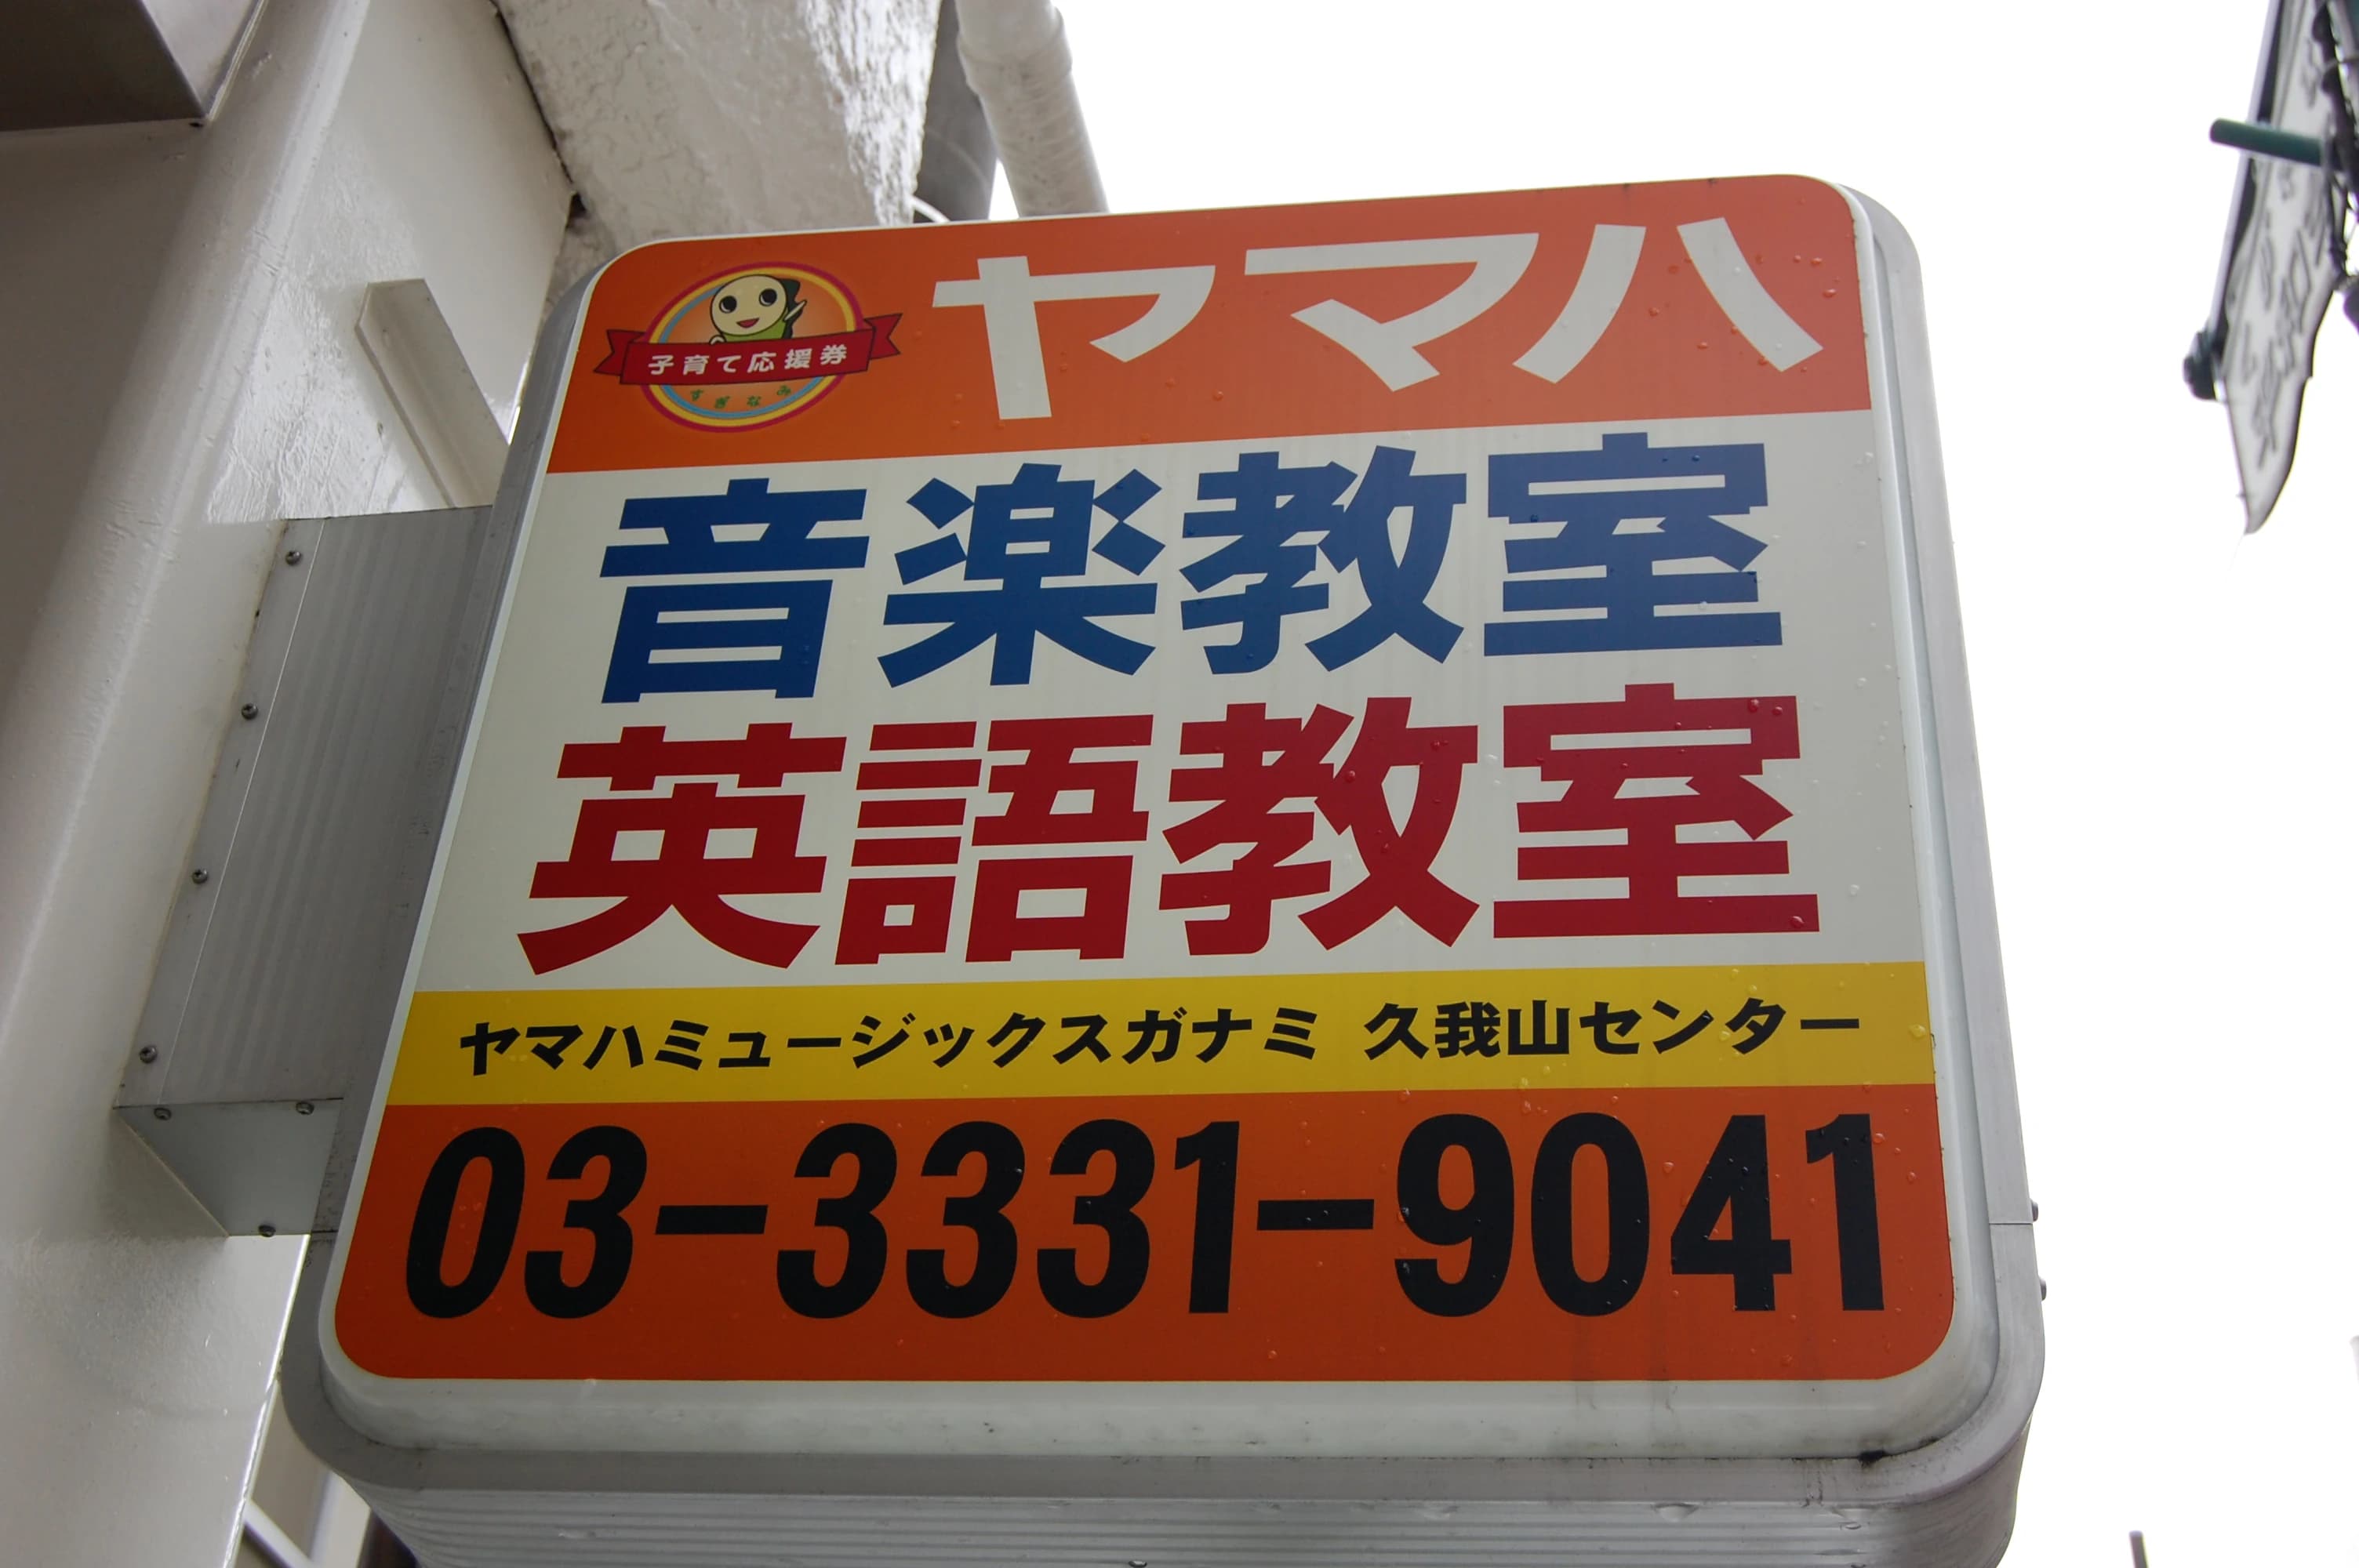 ヤマハ
子育て応援券
すぎなみ
音楽教室
英語教室
ヤマハミュージックスガナミ 久我山センター
03-3331-9041